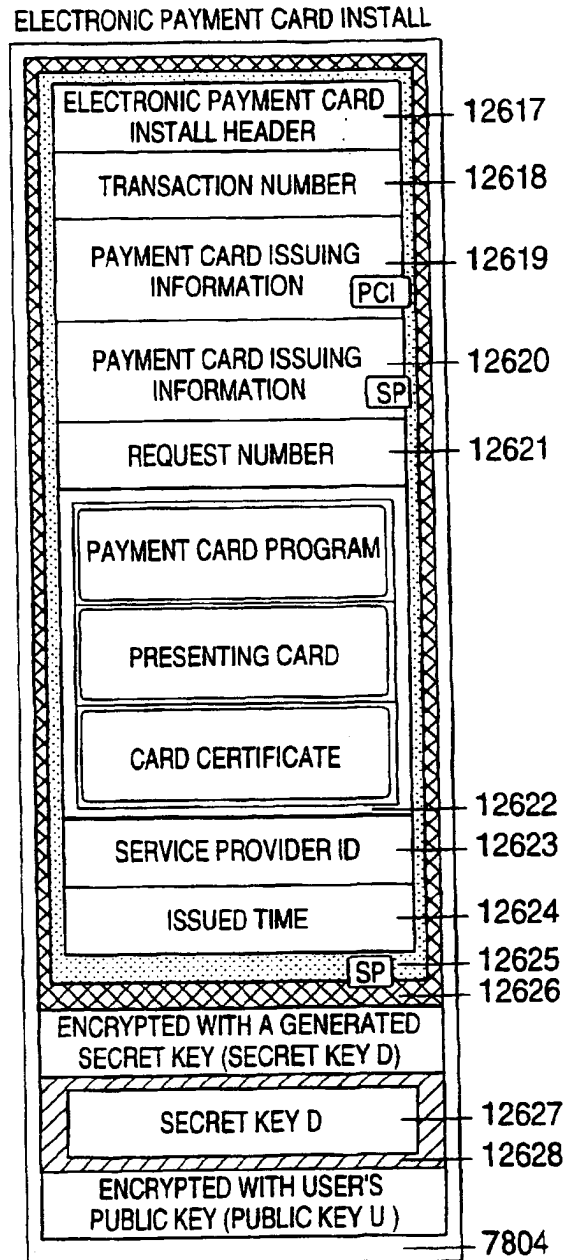 ELECTRONIC PAYMENT CARD INSTALL
ELECTRONIC PAYMENT CARD
INSTALL HEADER
12617
TRANSACTION NUMBER
12618
PAYMENT CARD ISSUING
INFORMATION
PCI
12619
PAYMENT CARD ISSUING
INFORMATION
SP
12620
REQUEST NUMBER
12621
PAYMENT CARD PROGRAM
PRESENTING CARD
CARD CERTIFICATE
12622
SERVICE PROVIDER ID
12623
ISSUED TIME
12624
SP
12625
12626
ENCRYPTED WITH A GENERATED
SECRET KEY (SECRET KEY D)
SECRET KEY D
12627
12628
ENCRYPTED WITH USER'S
PUBLIC KEY (PUBLIC KEY U )
7804